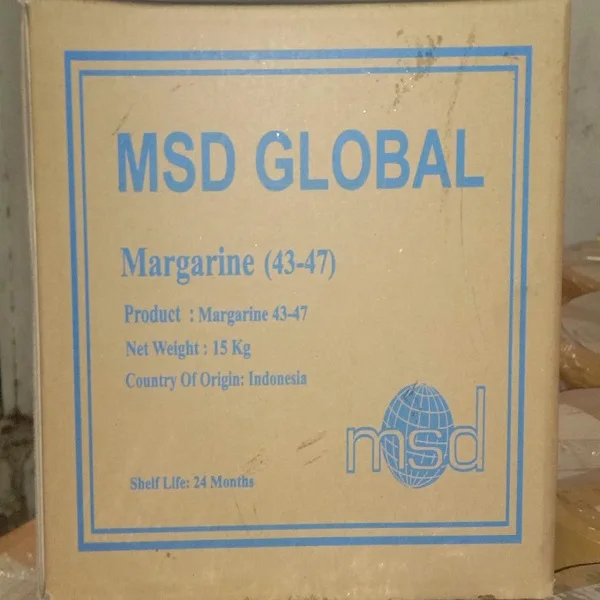 MSD GLOBAL
Margarine (43-47)
Product : Margarine 43-47
Net Weight : 15 Kg
Country Of Origin: Indonesia
msd
Shelf Life: 24 Months